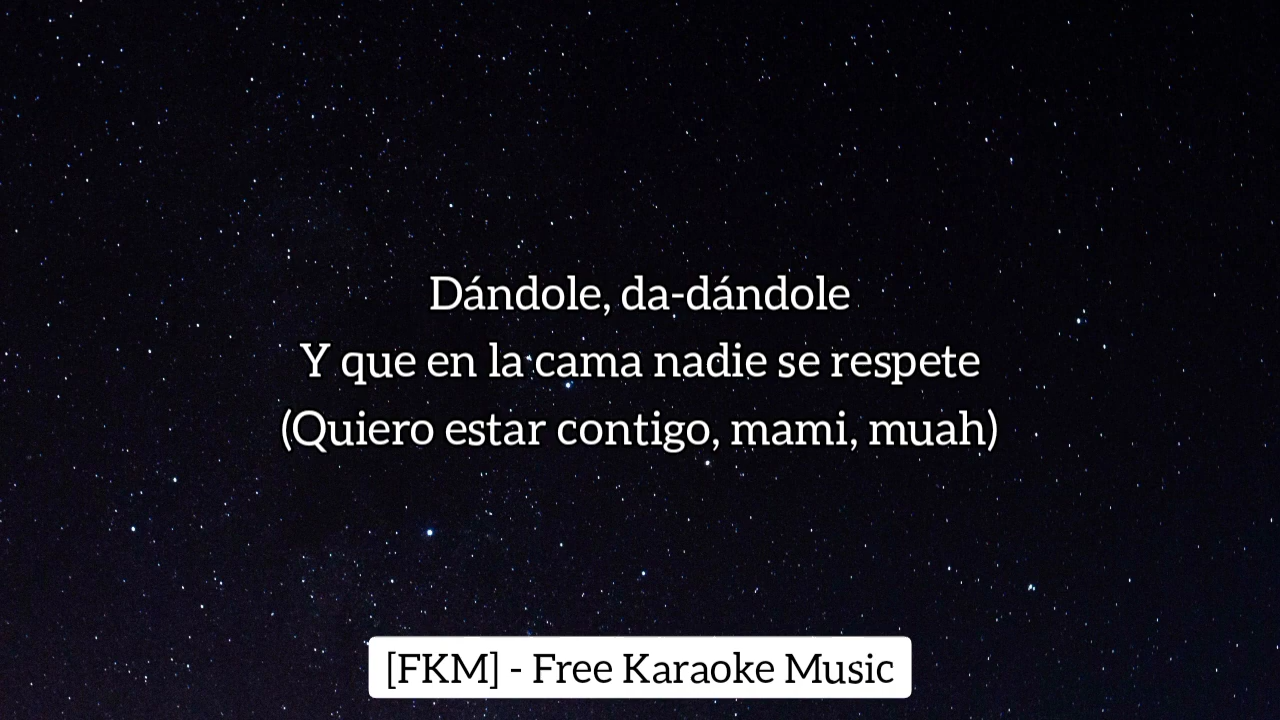 Dándole, da-dándole
Y que en la cama nadie se respete
(Quiero estar contigo, mami, muah)
[FKM] - Free Karaoke Music